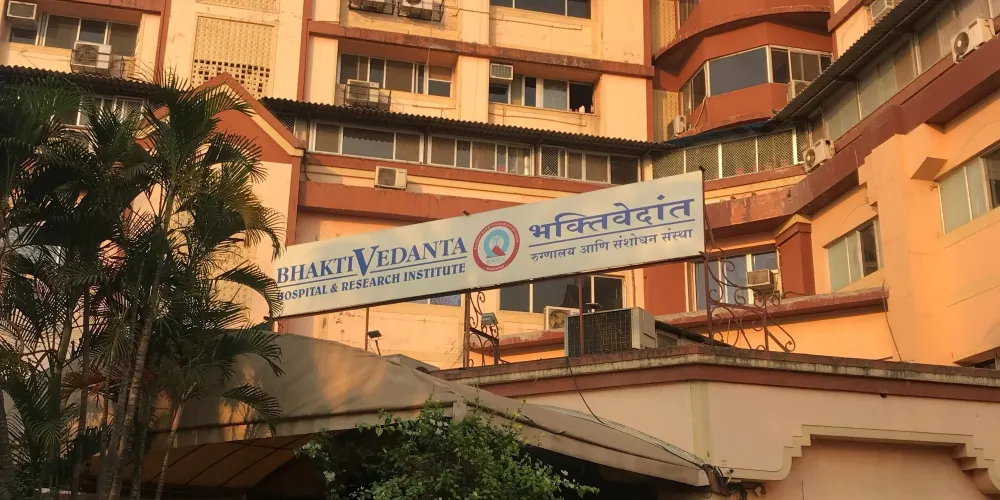 BHAKTIVEDANTA
HOSPITAL & RESEARCH INSTITUTE
भक्तिवेदांत
रुग्णालय आणि संशोधन संस्था